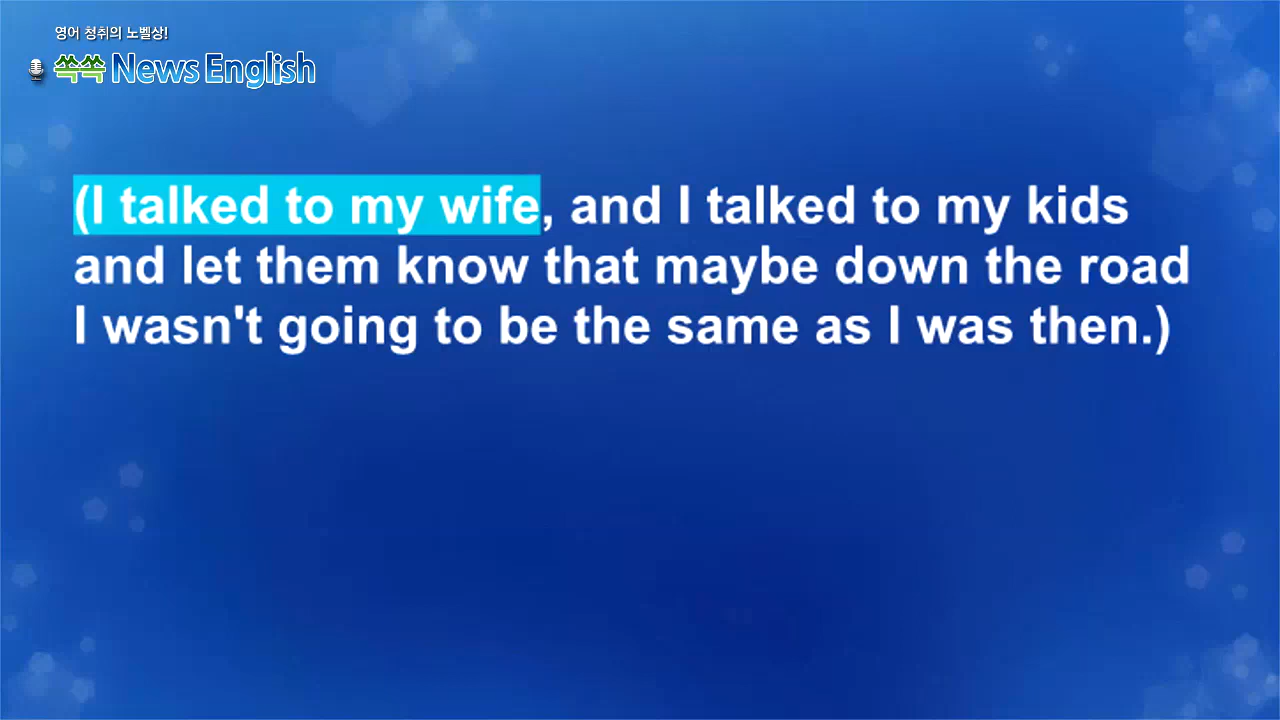 영어 청취의 노벨상!
쏙쏙 News English
(I talked to my wife, and I talked to my kids
and let them know that maybe down the road
I wasn't going to be the same as I was then.)